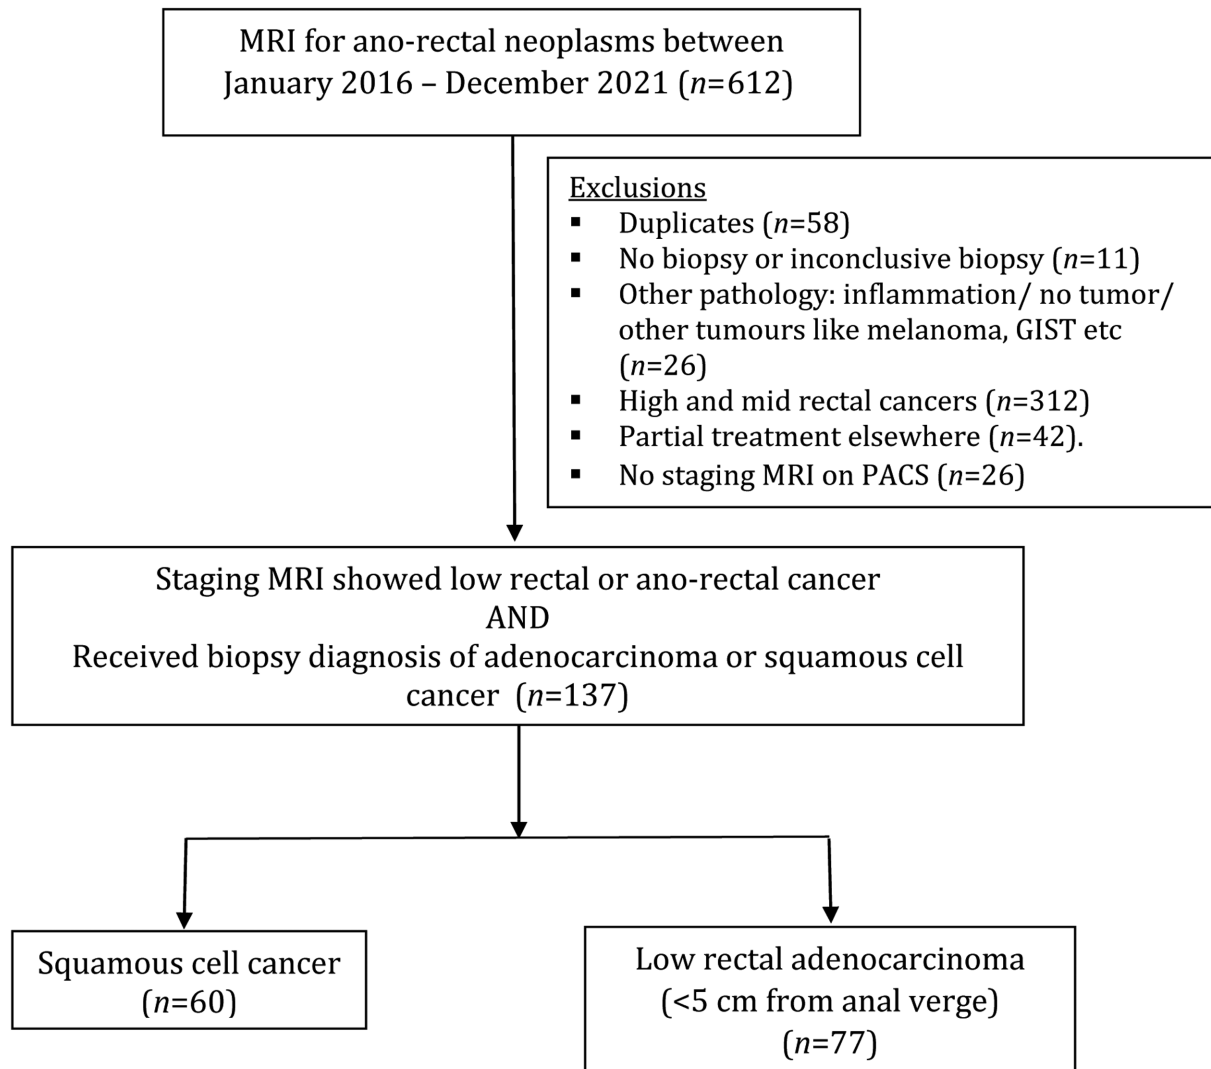 MRI for ano-rectal neoplasms between
January 2016 – December 2021 (n=612)
Exclusions
▪ Duplicates (n=58)
▪ No biopsy or inconclusive biopsy (n=11)
▪ Other pathology: inflammation/ no tumor/
other tumours like melanoma, GIST etc
(n=26)
▪ High and mid rectal cancers (n=312)
▪ Partial treatment elsewhere (n=42).
▪ No staging MRI on PACS (n=26)
Staging MRI showed low rectal or ano-rectal cancer
AND
Received biopsy diagnosis of adenocarcinoma or squamous cell
cancer (n=137)
Squamous cell cancer
(n=60)
Low rectal adenocarcinoma
(<5 cm from anal verge)
(n=77)